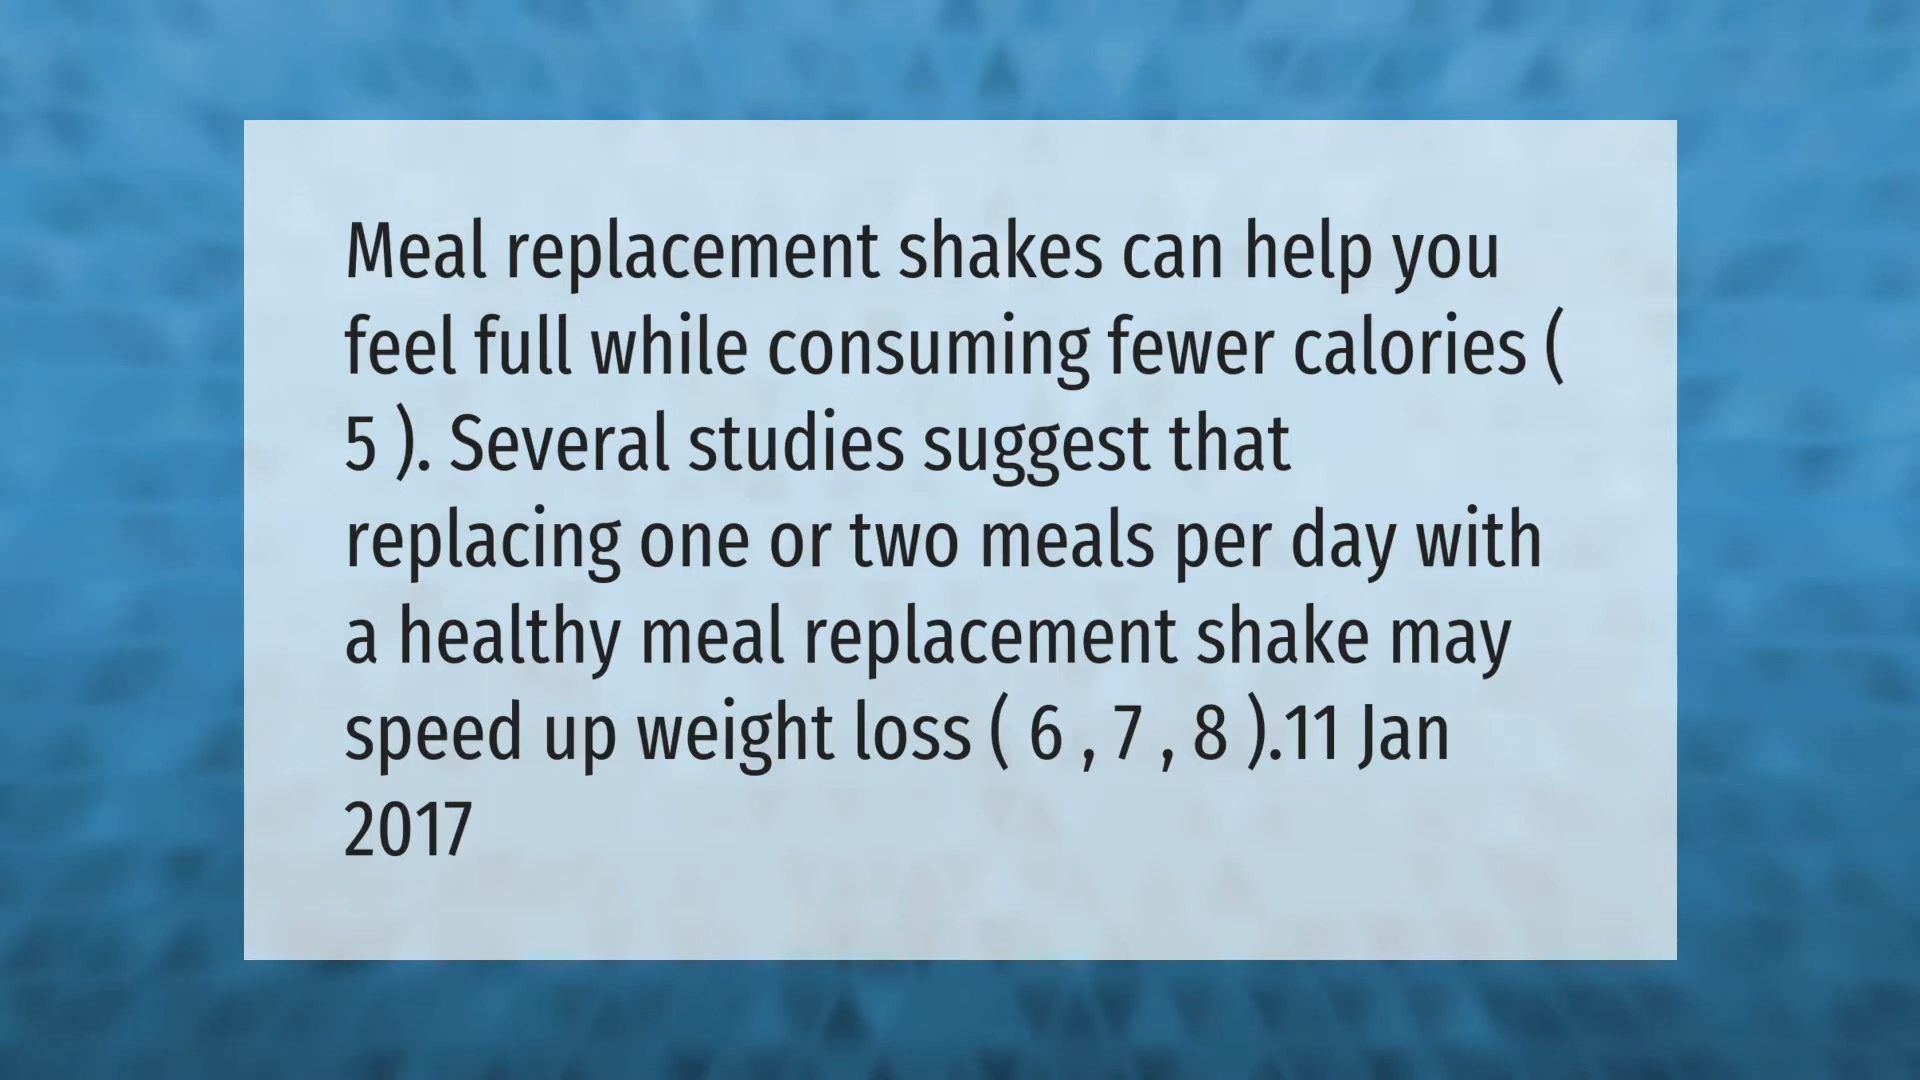 Meal replacement shakes can help you
feel full while consuming fewer calories (
5 ). Several studies suggest that
replacing one or two meals per day with
a healthy meal replacement shake may
speed up weight loss ( 6 , 7 , 8 ).11 Jan
2017